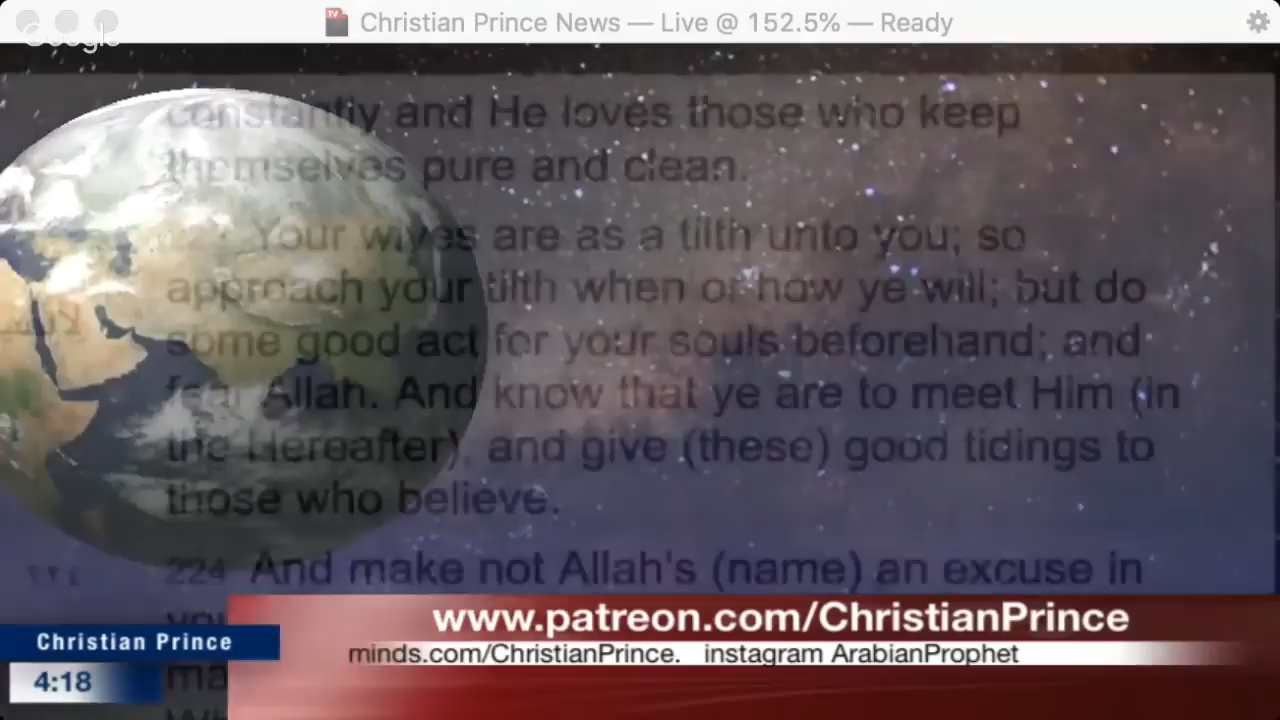 Christian Prince News — Live @ 152.5% — Ready
Google
constantly and He loves those who keep
themselves pure and clean.
Your wives are as a tilth unto you; so
approach your tilth when or how ye will; but do
some good act for your souls beforehand; and
fear Allah. And know that ye are to meet Him (in
the Hereafter), and give (these) good tidings to
those who believe.
٢٢٤
224 And make not Allah's (name) an excuse in
www.patreon.com/ChristianPrince
Christian Prince
minds.com/ChristianPrince. instagram ArabianProphet
4:18